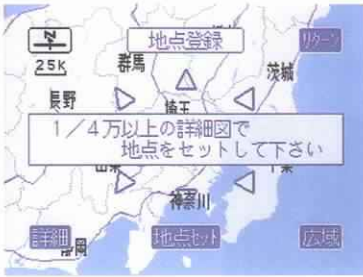 地点登録
リターン
25K
群馬
茨城
長野
埼玉
1/4万以上の詳細図で
地点をセットして下さい
神奈川
詳細
地点セット
広域